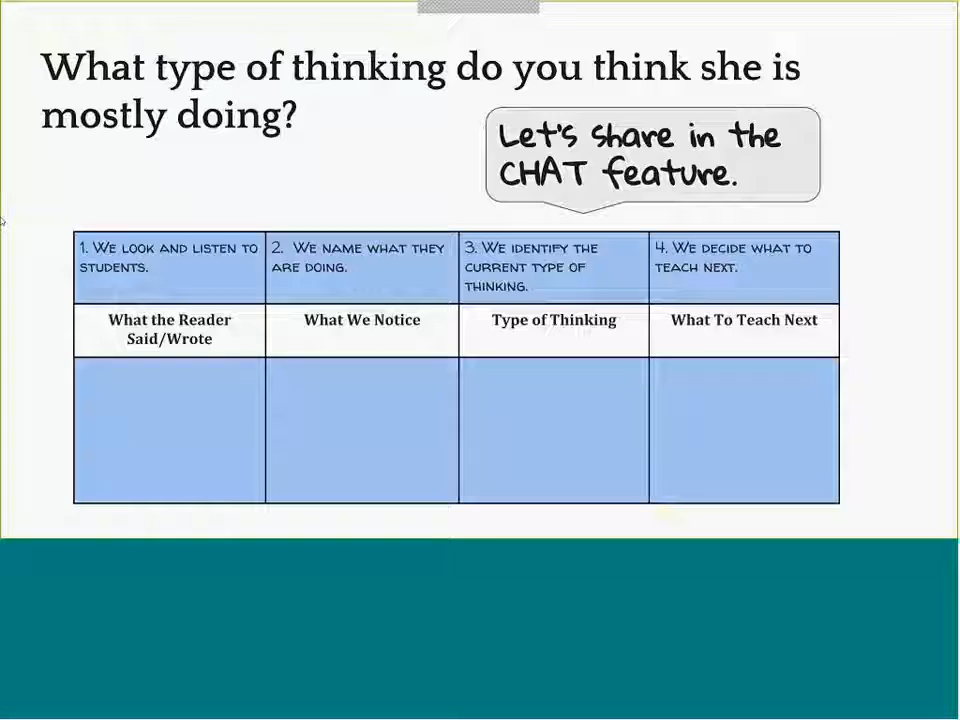 What type of thinking do you think she is
mostly doing?
Let's share in the
CHAT feature.
1. We look and listen to
students.
2. We name what they
are doing.
3. We identify the
current type of
thinking.
4. We decide what to
teach next.
What the Reader
Said/Wrote
What We Notice
Type of Thinking
What To Teach Next